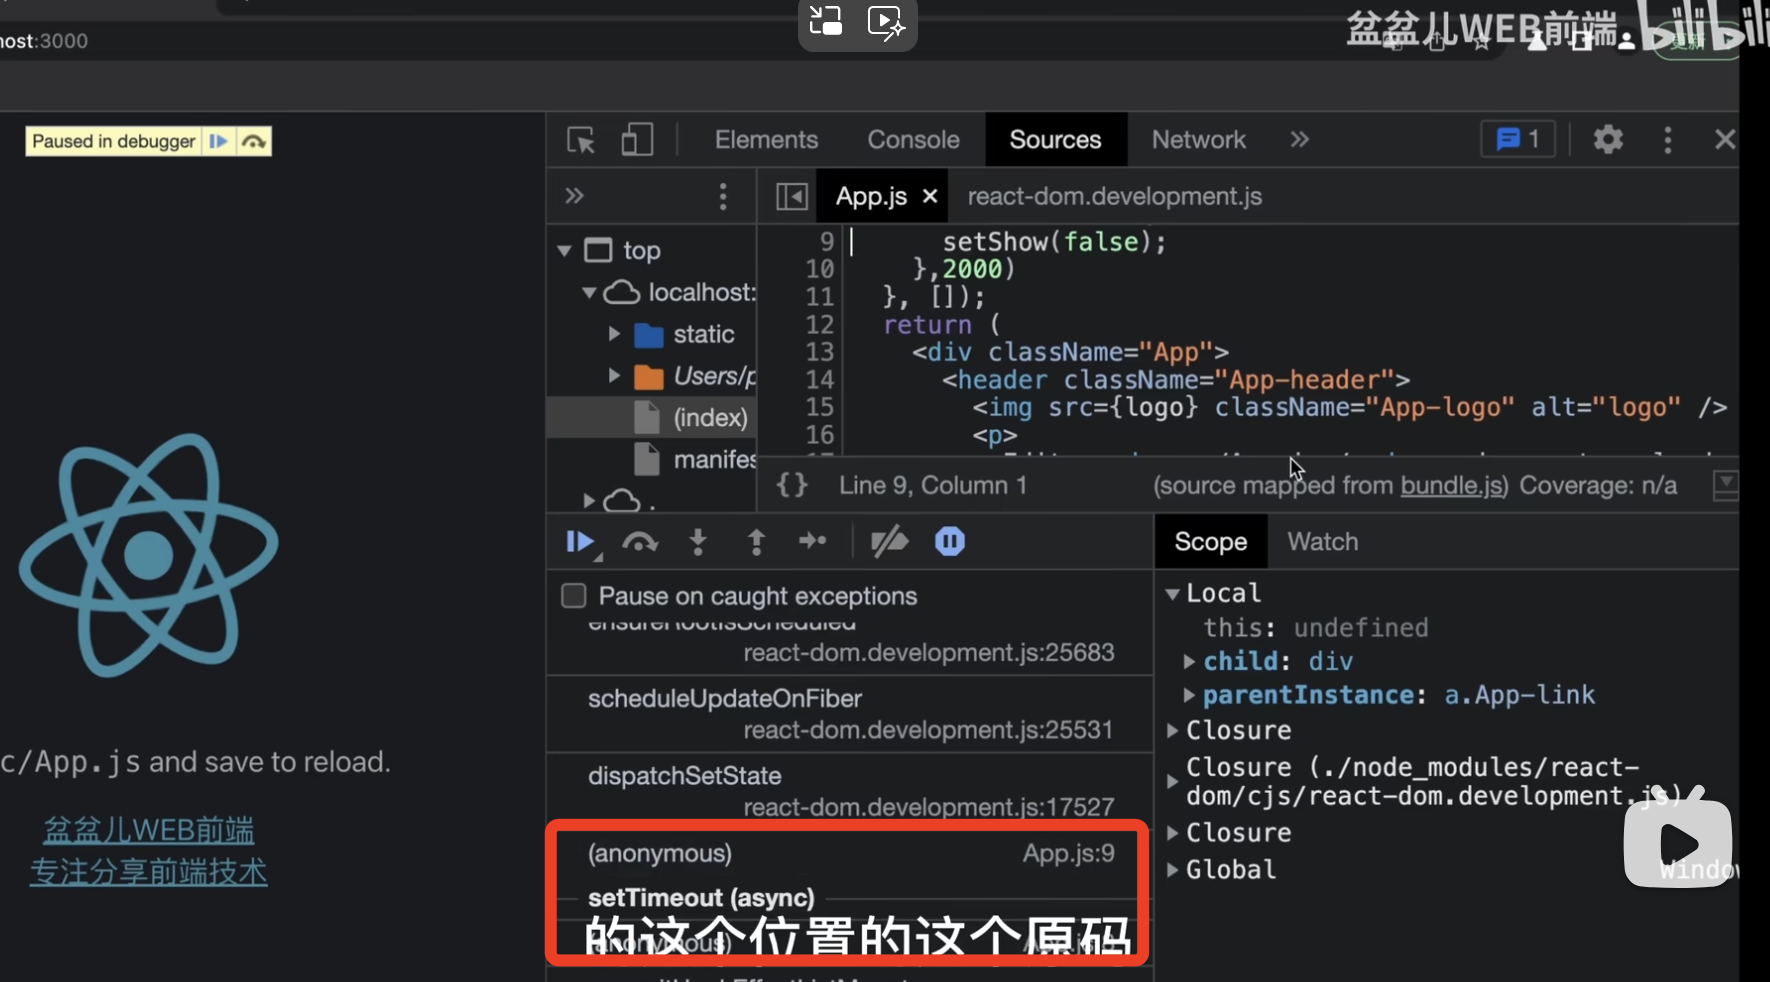 host:3000
盆盆儿WEB前端
更新
Paused in debugger
Elements Console Sources Network » 1
App.js × react-dom.development.js
top
localhost:
static
Users/p
(index)
manifes
9 setShow(false);
10 },2000)
11 }, []);
12 return (
13 <div className="App">
14 <header className="App-header">
15 <img src={logo} className="App-logo" alt="logo" />
16 <p>
{} Line 9, Column 1 (source mapped from bundle.js) Coverage: n/a
Pause on caught exceptions
ensureRootIsScheduled
react-dom.development.js:25683
scheduleUpdateOnFiber
react-dom.development.js:25531
dispatchSetState
react-dom.development.js:17527
(anonymous) App.js:9
setTimeout (async)
(anonymous)
的这个位置的这个原码
Scope Watch
Local
this: undefined
child: div
parentInstance: a.App-link
Closure
Closure (./node_modules/react-
dom/cjs/react-dom.development.js)
Closure
Global Windo
c/App.js and save to reload.
盆盆儿WEB前端
专注分享前端技术